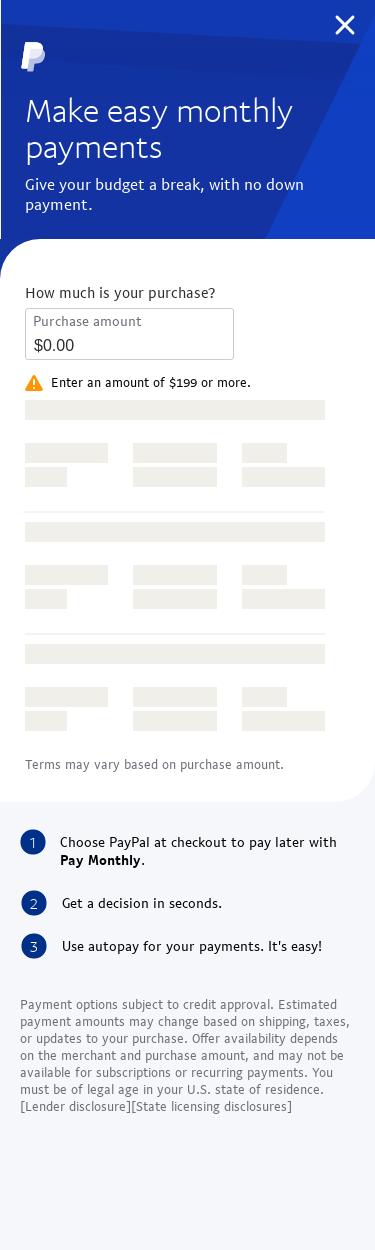 Make easy monthly
payments
Give your budget a break, with no down
payment.
How much is your purchase?
Purchase amount
$0.00
Enter an amount of $199 or more.
Terms may vary based on purchase amount.
1 Choose PayPal at checkout to pay later with
Pay Monthly.
2 Get a decision in seconds.
3 Use autopay for your payments. It's easy!
Payment options subject to credit approval. Estimated
payment amounts may change based on shipping, taxes,
or updates to your purchase. Offer availability depends
on the merchant and purchase amount, and may not be
available for subscriptions or recurring payments. You
must be of legal age in your U.S. state of residence.
[Lender disclosure][State licensing disclosures]